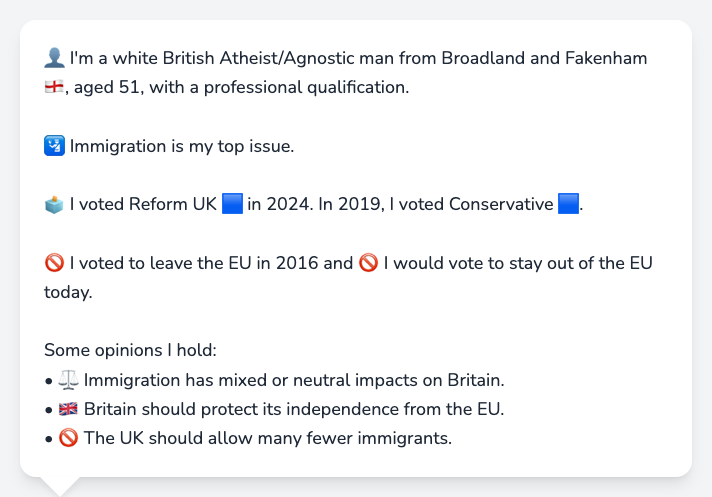 👤 I'm a white British Atheist/Agnostic man from Broadland and Fakenham
🏴󠁧󠁢󠁥󠁮󠁧󠁿, aged 51, with a professional qualification.
🛂 Immigration is my top issue.
🗳️ I voted Reform UK 🟦 in 2024. In 2019, I voted Conservative 🟦.
🚫 I voted to leave the EU in 2016 and 🚫 I would vote to stay out of the EU
today.
Some opinions I hold:
• ⚖️ Immigration has mixed or neutral impacts on Britain.
• 🇬🇧 Britain should protect its independence from the EU.
• 🚫 The UK should allow many fewer immigrants.